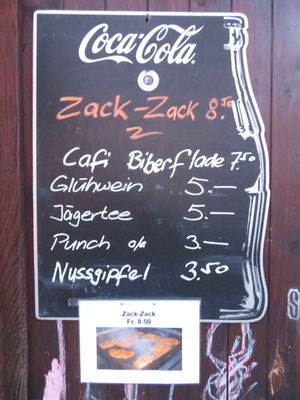 Coca-Cola
Zack-Zack 8.50
Cafi Biberflade 7.50
Glühwein 5.—
Jägertee 5.—
Punch o/a 3.—
Nussgipfel 3.50
Zack-Zack
Fr. 8.50